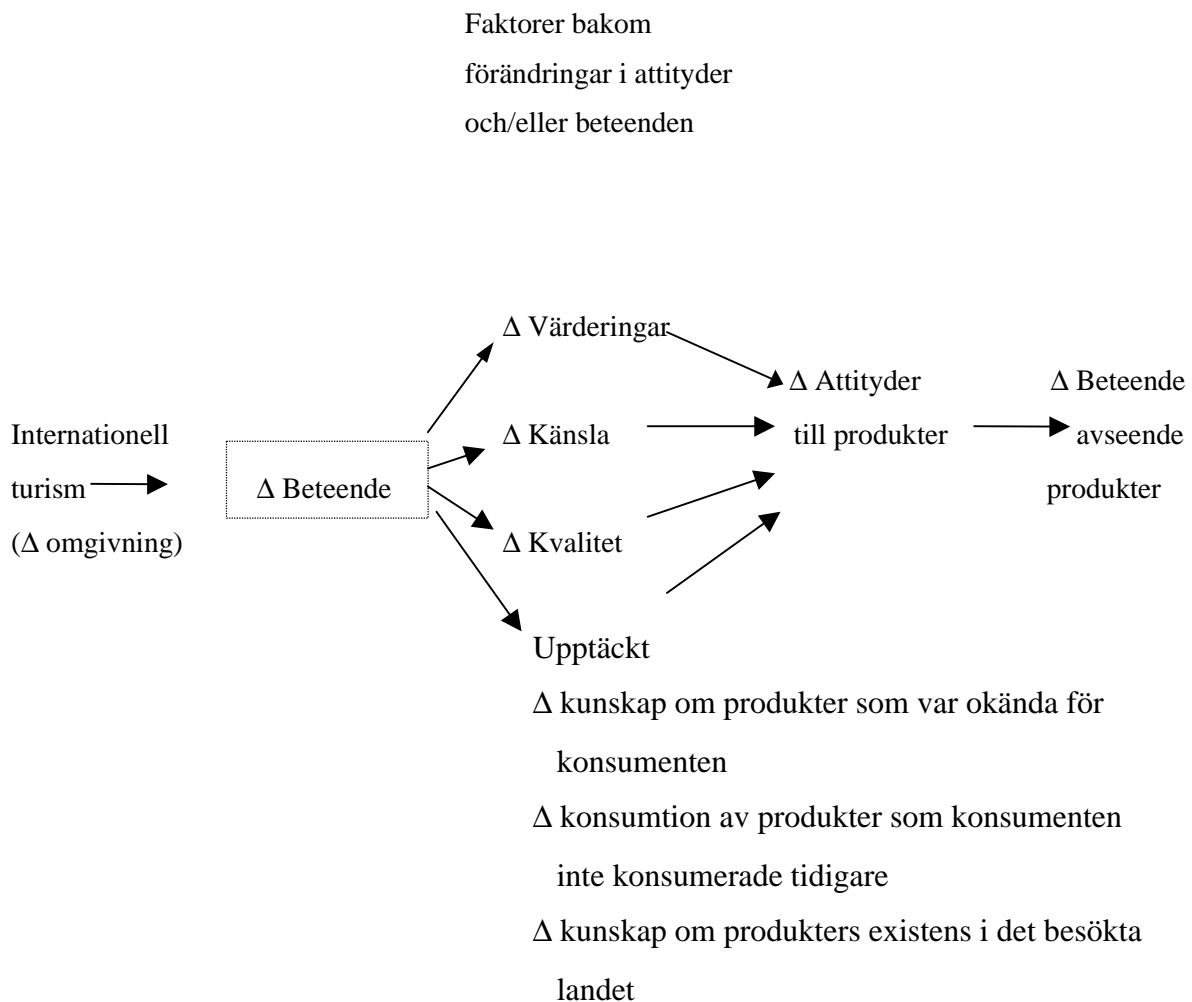 Faktorer bakom
förändringar i attityder
och/eller beteenden
Δ Värderingar
Δ Attityder
till produkter
Δ Beteende
avseende
produkter
Internationell
turism
(Δ omgivning)
Δ Beteende
Δ Känsla
Δ Kvalitet
Upptäckt
Δ kunskap om produkter som var okända för
konsumenten
Δ konsumtion av produkter som konsumenten
inte konsumerade tidigare
Δ kunskap om produkters existens i det besökta
landet